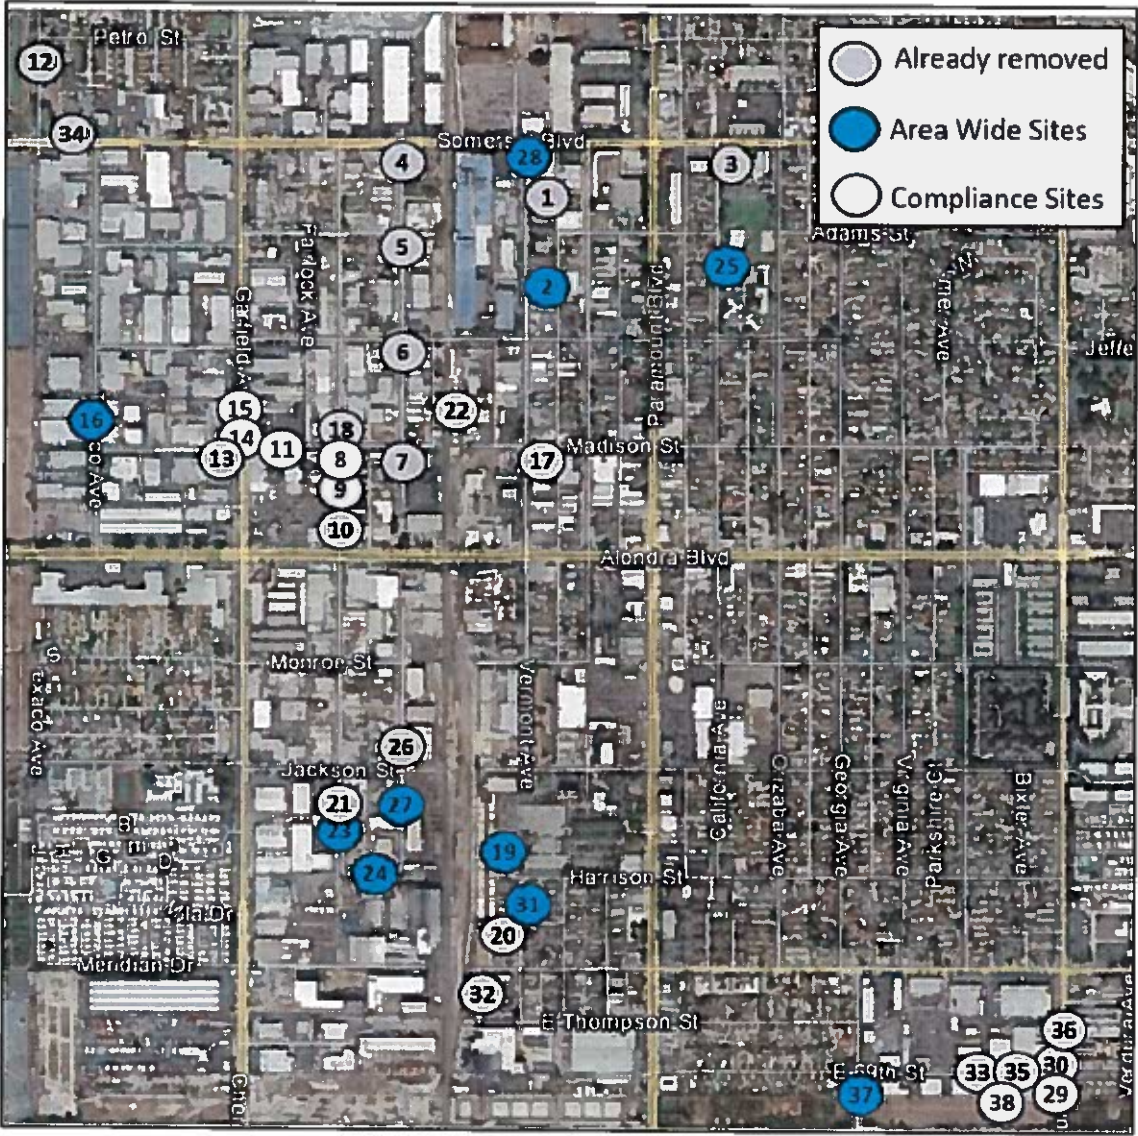 Petro St
12
Already removed
34
Somerset Blvd
Area Wide Sites
4
28
3
1
Compliance Sites
Adams St
5
25
2
Paramount Blvd
6
Jeffe
15
22
16
18
14
11
Madison St
13
8
7
17
9
10
Alondra Blvd
Monroe St
Vermont Ave
Texaco Ave
26
Jackson St
California Ave
Orizaba Ave
Georgia Ave
Virginia Ave
Parkshire Ct
Bixler Ave
21
27
23
19
24
Harrison St
31
20
Meridian Dr
32
E Thompson St
36
E 69th St
33
35
30
37
38
29